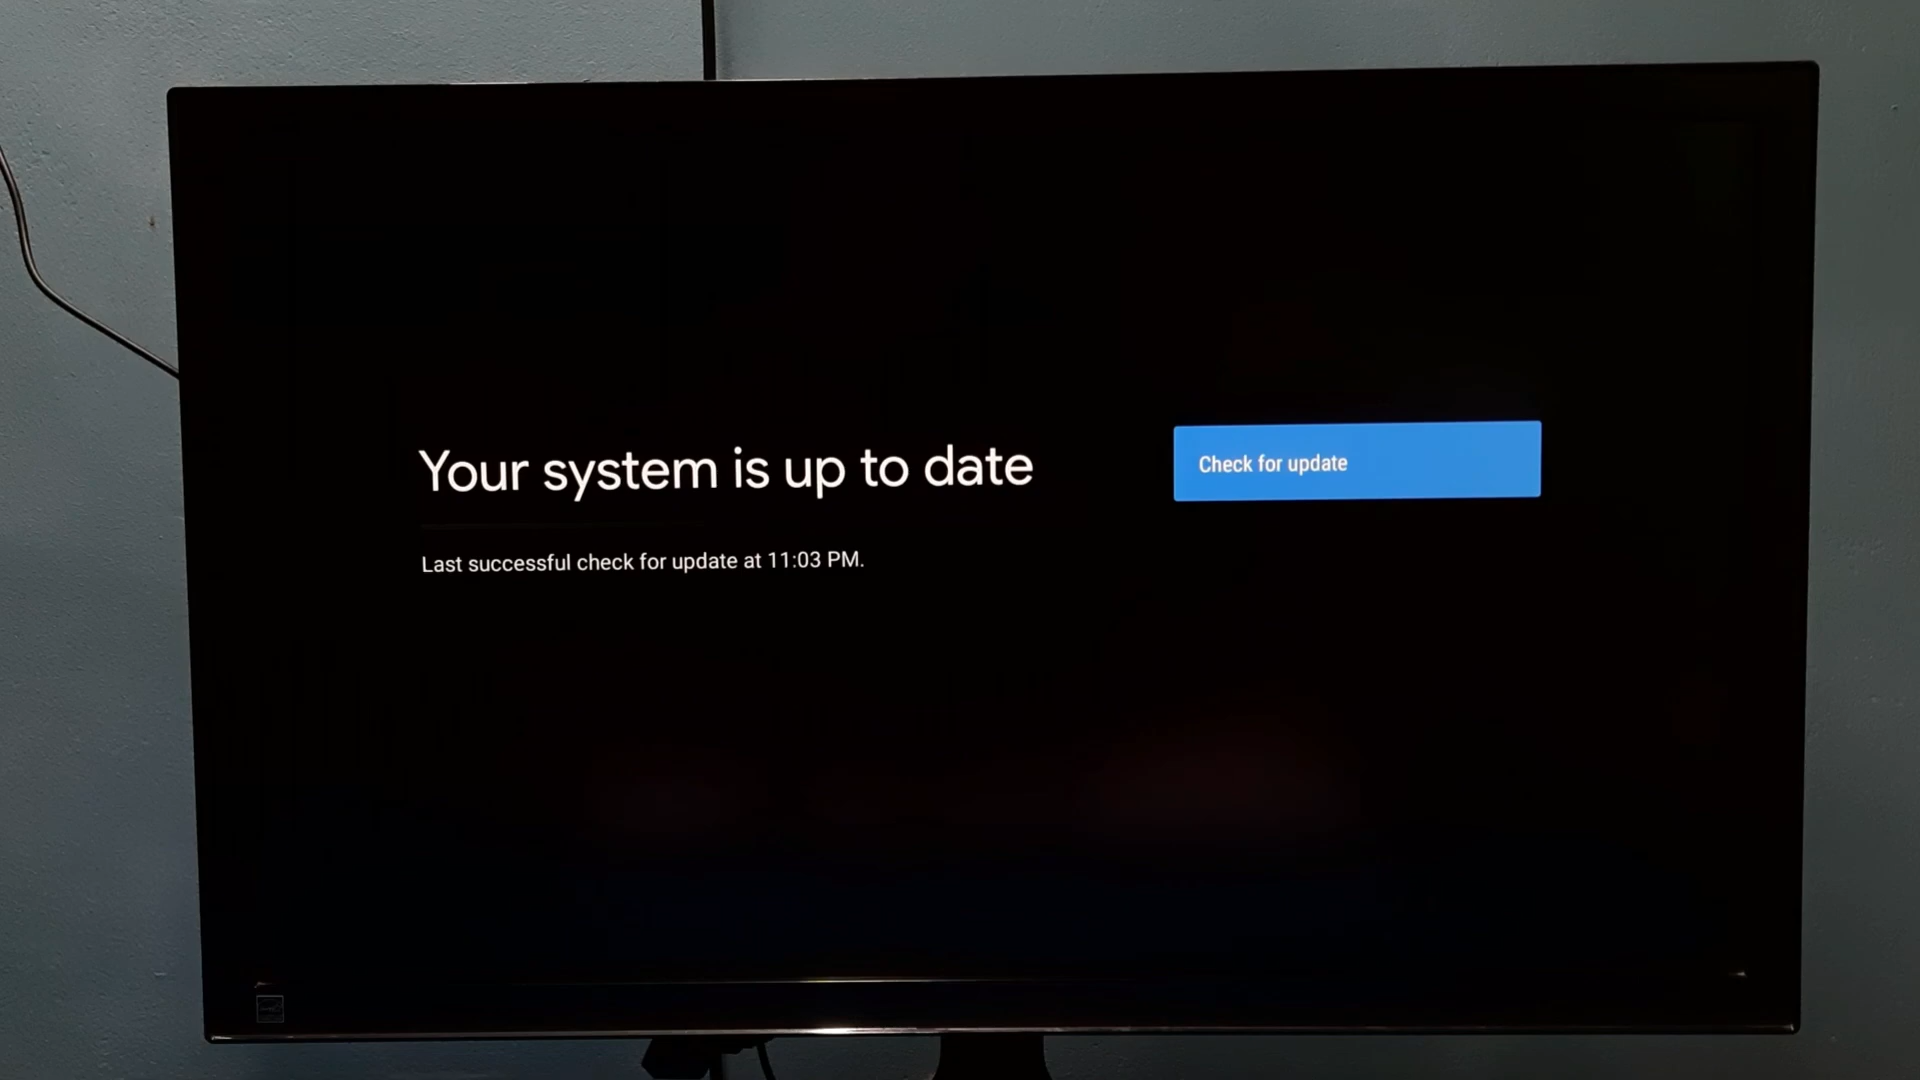 Your system is up to date
Check for update
Last successful check for update at 11:03 PM.